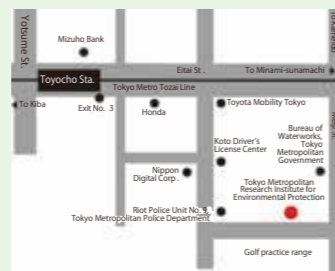 Yotsume St.
Mizuho Bank
Eitai St.
To Minami-sunamachi
Toyocho Sta.
Tokyo Metro Tozai Line
To Kiba
Exit No. 3
Honda
Toyota Mobility Tokyo
Koto Driver's
License Center
Bureau of
Waterworks,
Tokyo
Metropolitan
Government
Nippon
Digital Corp.
Tokyo Metropolitan
Research Institute for
Environmental Protection
Riot Police Unit No. 9,
Tokyo Metropolitan Police Department
Golf practice range